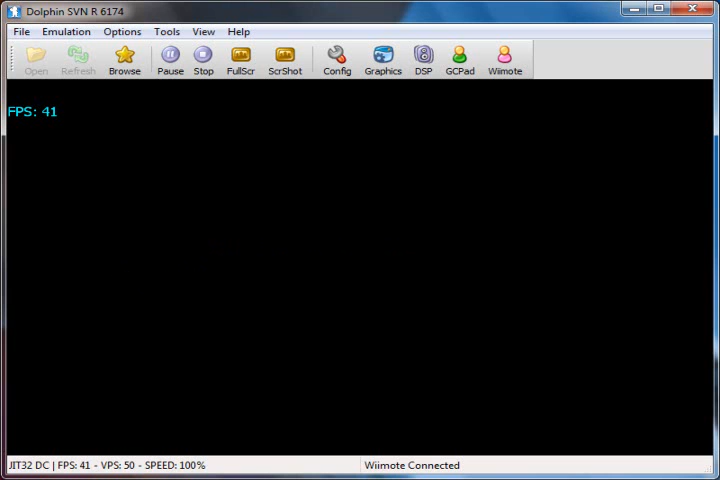 Dolphin SVN R 6174
File Emulation Options Tools View Help
Open Refresh Browse Pause Stop FullScr ScrShot Config Graphics DSP GCPad Wiimote
FPS: 41
JIT32 DC | FPS: 41 - VPS: 50 - SPEED: 100% Wiimote Connected